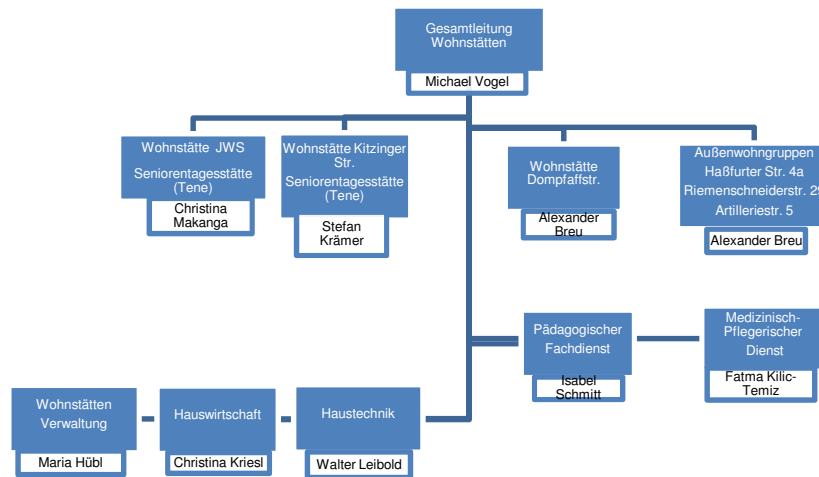 Gesamtleitung
Wohnstätten
Michael Vogel
Wohnstätte JWS
Seniorentagesstätte
(Tene)
Christina
Makanga
Wohnstätte Kitzinger
Str.
Seniorentagesstätte
(Tene)
Stefan
Krämer
Wohnstätte
Dompfaffstr.
Alexander
Breu
Außenwohngruppen
Haßfurter Str. 4a
Riemenschneiderstr. 29
Artilleriestr. 5
Alexander Breu
Pädagogischer
Fachdienst
Isabel
Schmitt
Medizinisch-
Pflegerischer
Dienst
Fatma Kilic-
Temiz
Wohnstätten
Verwaltung
Maria Hübl
Hauswirtschaft
Christina Kriesl
Haustechnik
Walter Leibold